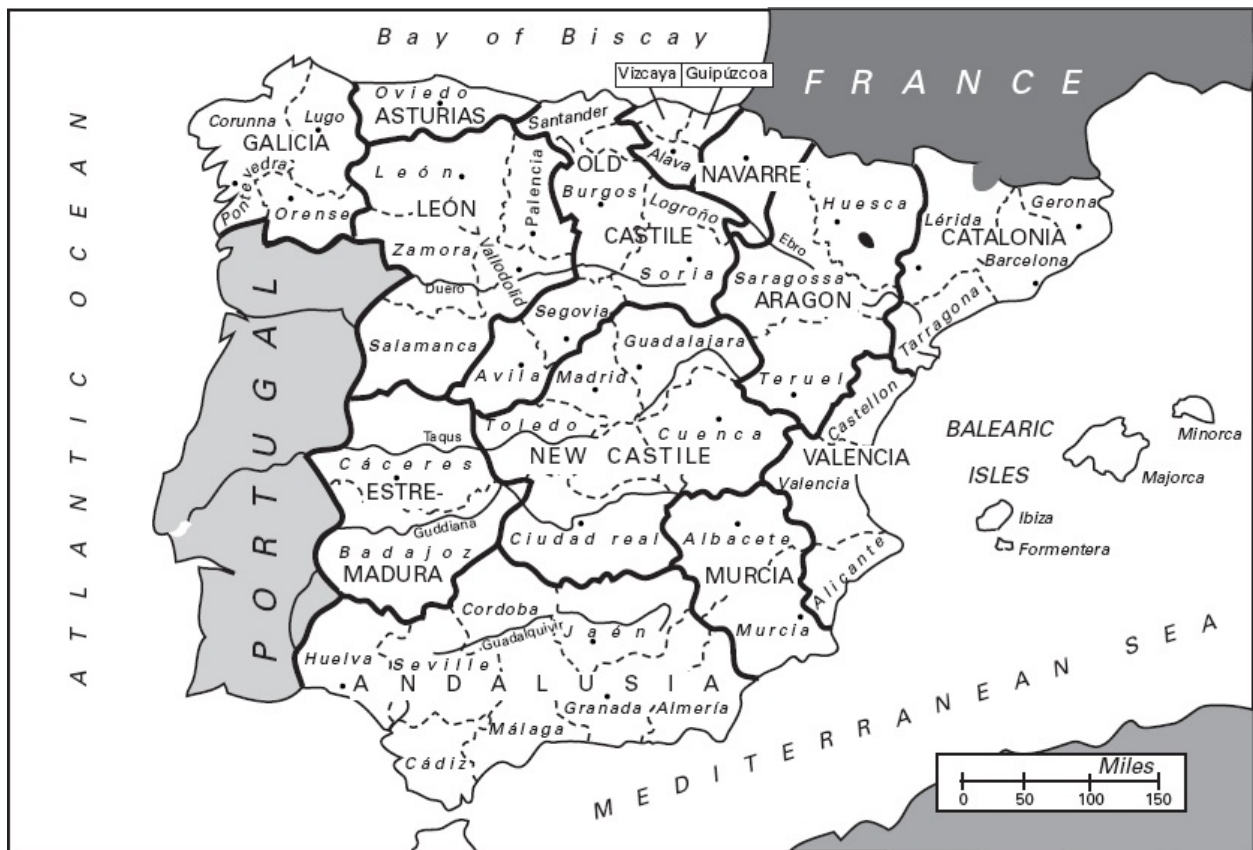 Bay of Biscay
FRANCE
ATLANTIC OCEAN
PORTUGAL
MEDITERRANEAN SEA
Vizcaya
Guipúzcoa
Oviedo
ASTURIAS
Corunna
Lugo
GALICIA
Pontevedra
Orense
Santander
OLD
CASTILE
Alava
NAVARRE
León
LEÓN
Palencia
Burgos
Logroño
Huesca
Lérida
Gerona
CATALONIA
Barcelona
Tarragona
Zamora
Valladolid
Duero
Soria
Ebro
Saragossa
ARAGON
Segovia
Salamanca
Avila
Madrid
Guadalajara
Teruel
Castellon
Toledo
Cuenca
NEW CASTILE
VALENCIA
Valencia
Taqus
Cáceres
ESTRE-
MADURA
Guddiana
Badajoz
Ciudad real
Albacete
MURCIA
Murcia
Alicante
Cordoba
Guadalquivir
Jaén
Huelva
Seville
ANDALUSIA
Granada
Almería
Málaga
Cádiz
BALEARIC
ISLES
Minorca
Majorca
Ibiza
Formentera
Miles
0 50 100 150